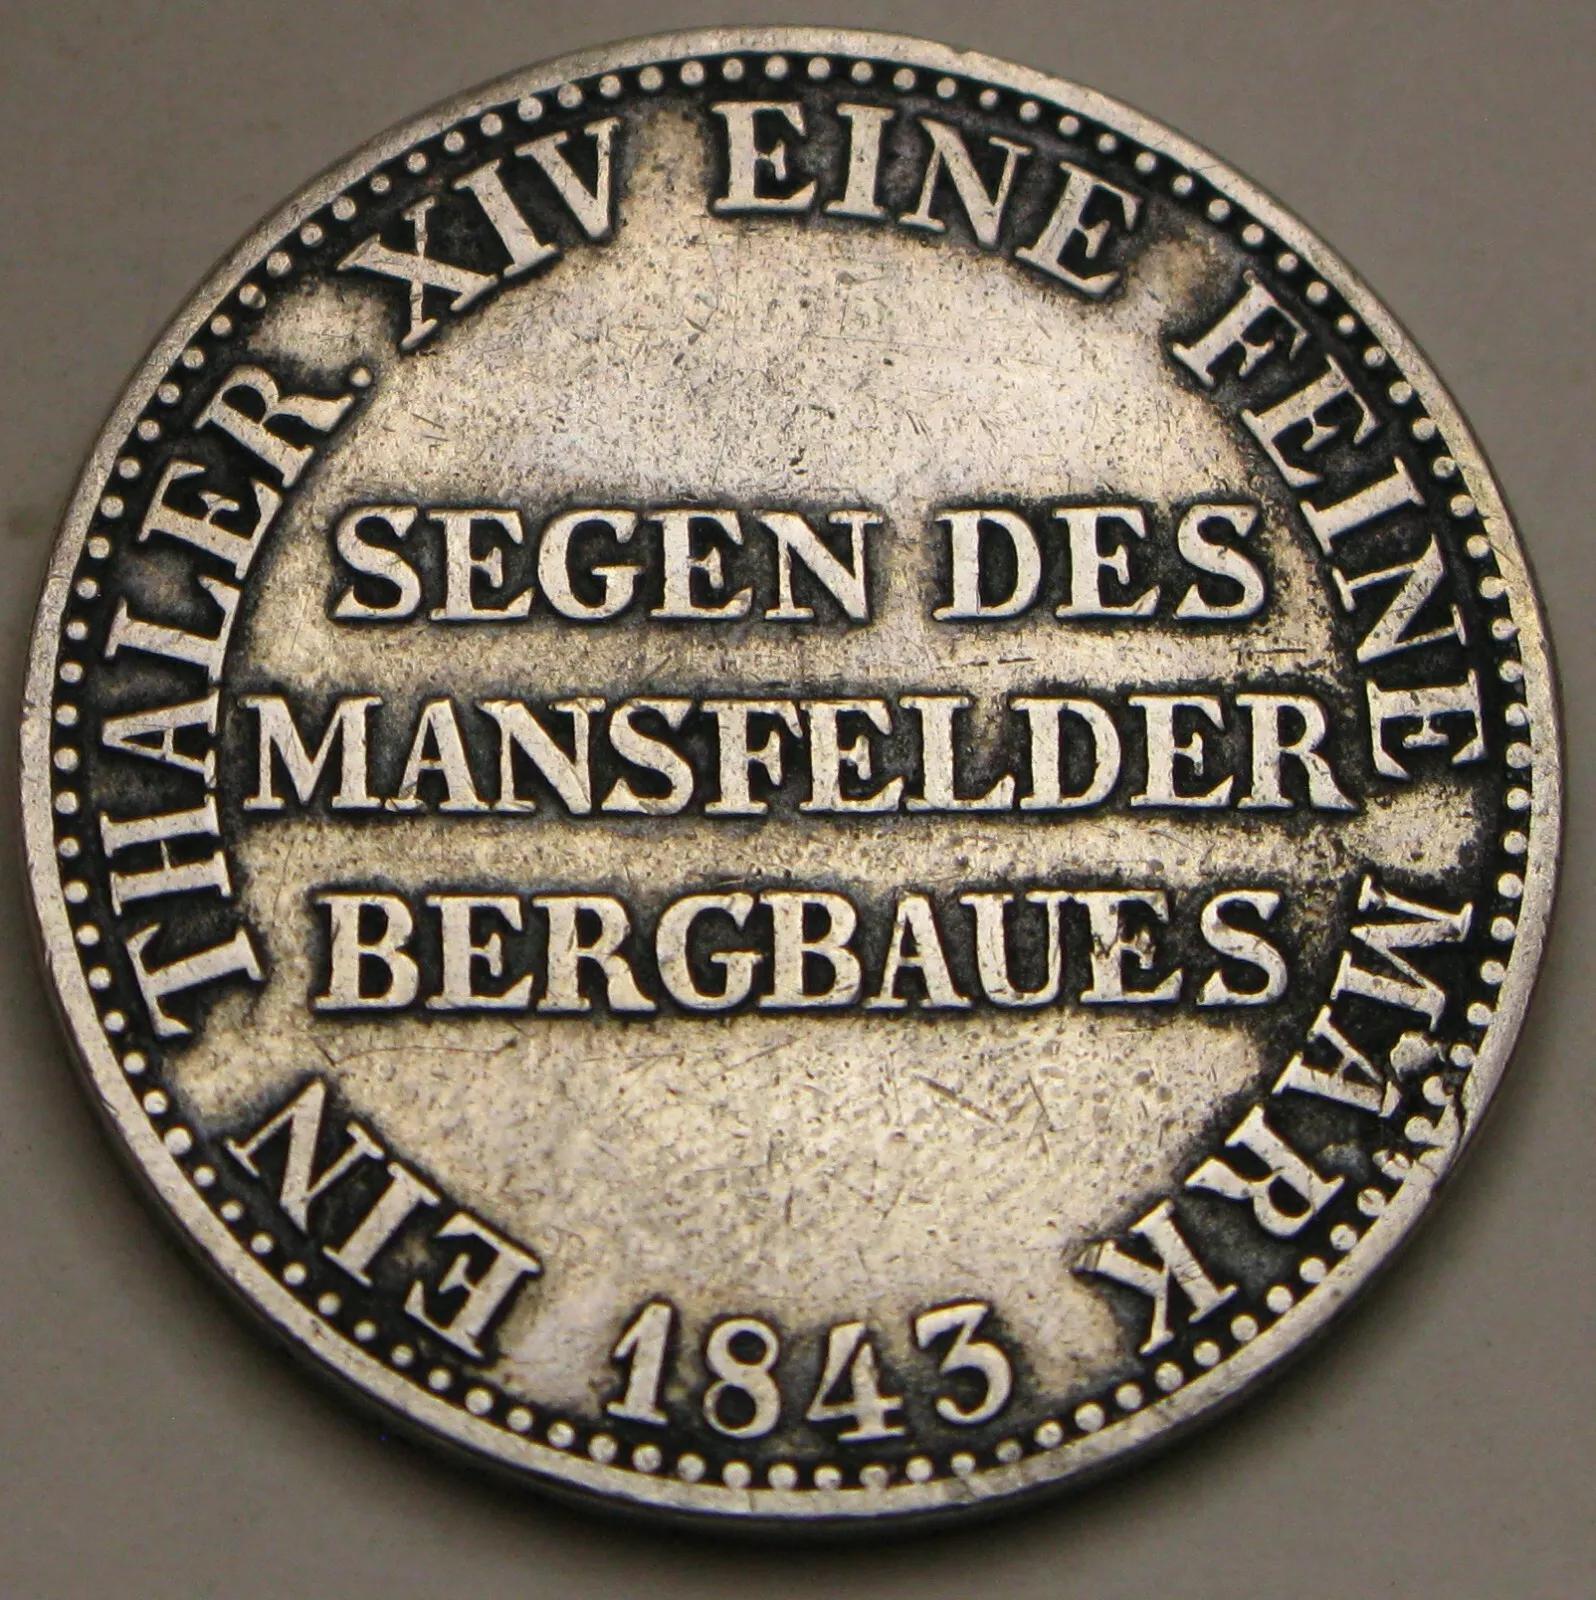 EIN THALER. XIV EINE FEINE MARK
SEGEN DES
MANSFELDER
BERGBAUES
1843